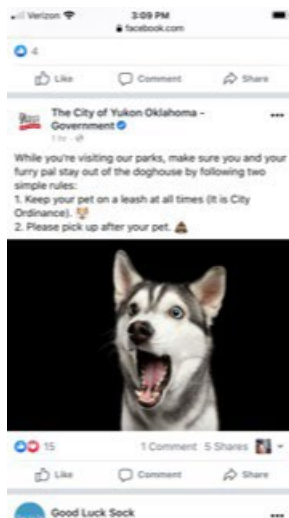 Verizon 3:09 PM
facebook.com
4
Like Comment Share
The City of Yukon Oklahoma -
Government
1 hr ·
While you're visiting our parks, make sure you and your
furry pal stay out of the doghouse by following two
simple rules:
1. Keep your pet on a leash at all times (It is City
Ordinance).
2. Please pick up after your pet.
15 1 Comment 5 Shares
Like Comment Share
Good Luck Sock